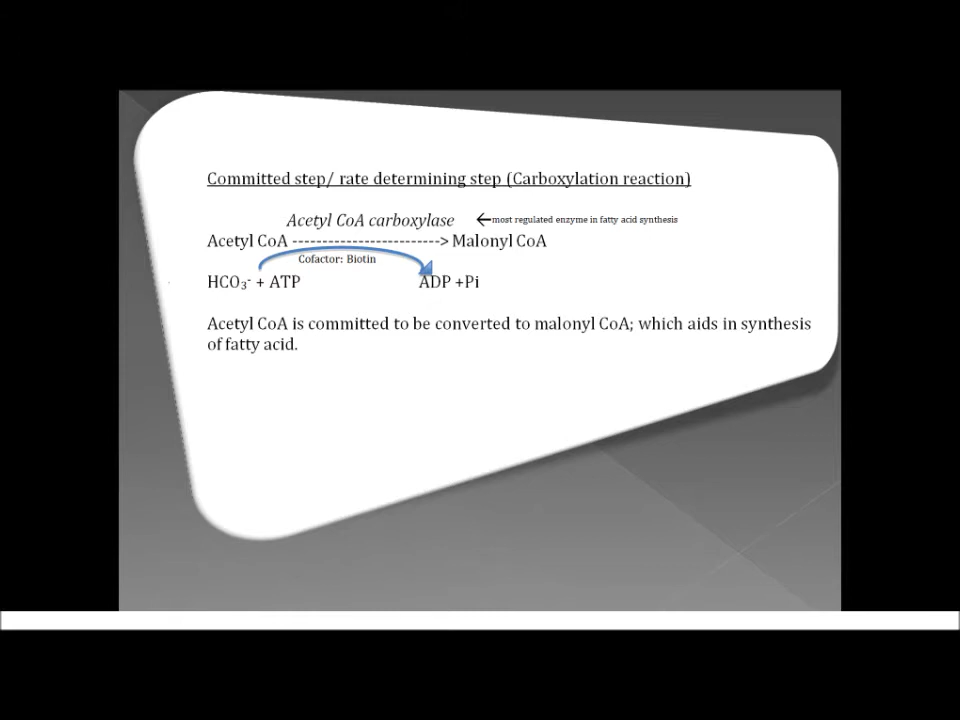 Committed step/ rate determining step (Carboxylation reaction)
Acetyl CoA carboxylase ←most regulated enzyme in fatty acid synthesis
Acetyl CoA -------------------------> Malonyl CoA
Cofactor: Biotin
HCO₃⁻ + ATP ADP +Pi
Acetyl CoA is committed to be converted to malonyl CoA; which aids in synthesis
of fatty acid.